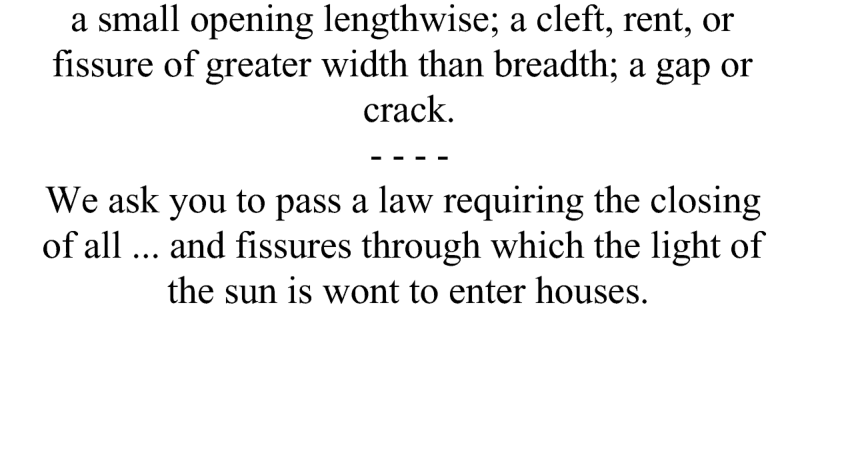 a small opening lengthwise; a cleft, rent, or
fissure of greater width than breadth; a gap or
crack.
- - - -
We ask you to pass a law requiring the closing
of all ... and fissures through which the light of
the sun is wont to enter houses.